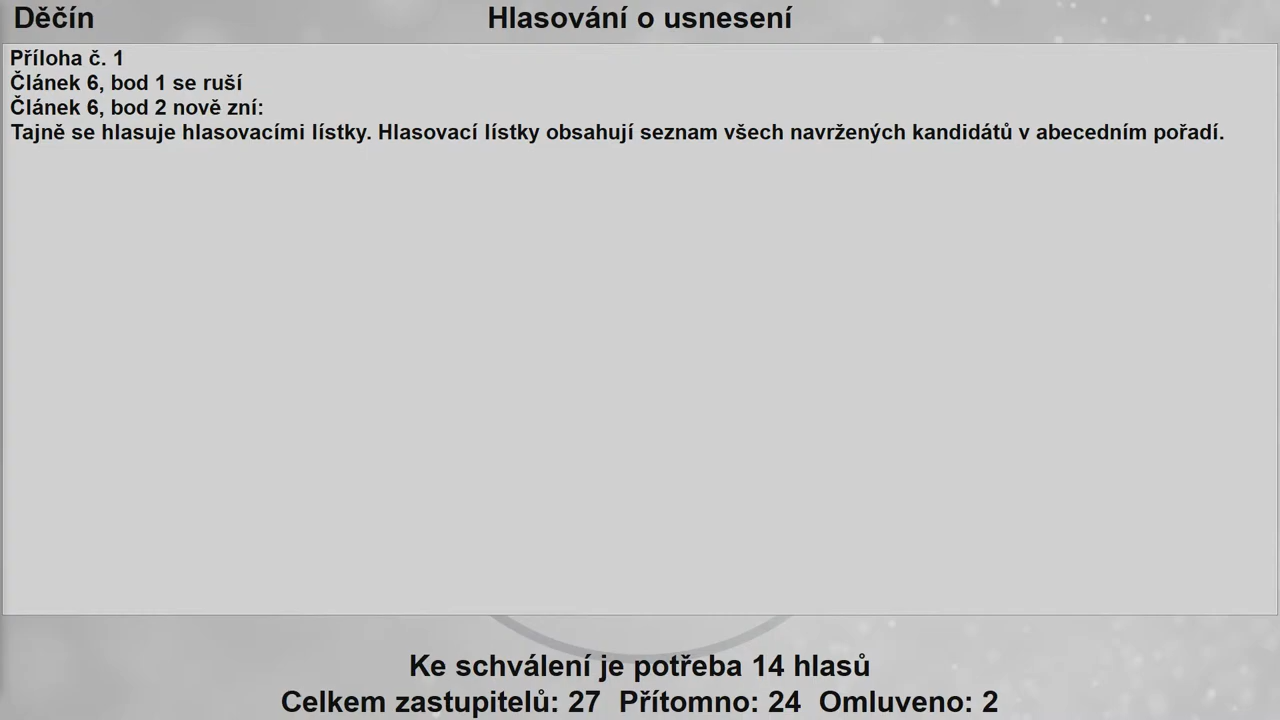 Děčín
Hlasování o usnesení
Příloha č. 1
Článek 6, bod 1 se ruší
Článek 6, bod 2 nově zní:
Tajně se hlasuje hlasovacími lístky. Hlasovací lístky obsahují seznam všech navržených kandidátů v abecedním pořadí.
Ke schválení je potřeba 14 hlasů
Celkem zastupitelů: 27 Přítomno: 24 Omluveno: 2